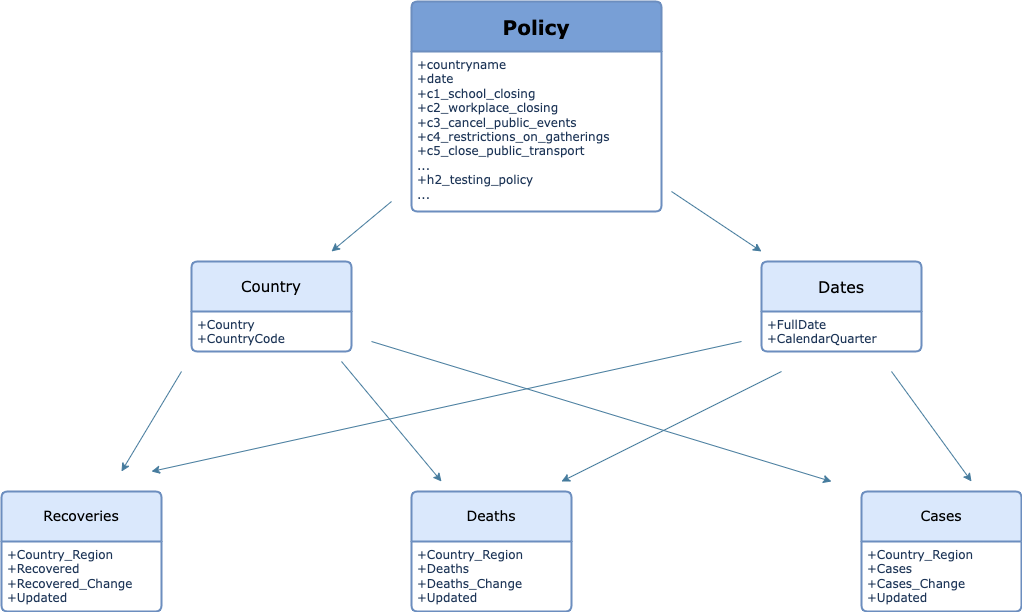 Policy
+countryname
+date
+c1_school_closing
+c2_workplace_closing
+c3_cancel_public_events
+c4_restrictions_on_gatherings
+c5_close_public_transport
...
+h2_testing_policy
...
Country
+Country
+CountryCode
Dates
+FullDate
+CalendarQuarter
Recoveries
+Country_Region
+Recovered
+Recovered_Change
+Updated
Deaths
+Country_Region
+Deaths
+Deaths_Change
+Updated
Cases
+Country_Region
+Cases
+Cases_Change
+Updated